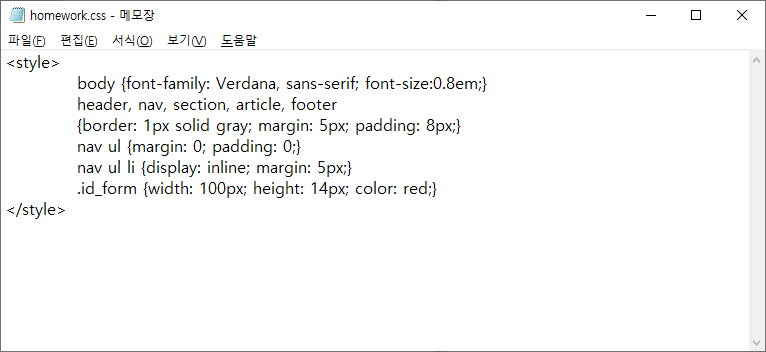 homework.css - 메모장
파일(F) 편집(E) 서식(O) 보기(V) 도움말
<style>
body {font-family: Verdana, sans-serif; font-size:0.8em;}
header, nav, section, article, footer
{border: 1px solid gray; margin: 5px; padding: 8px;}
nav ul {margin: 0; padding: 0;}
nav ul li {display: inline; margin: 5px;}
.id_form {width: 100px; height: 14px; color: red;}
</style>